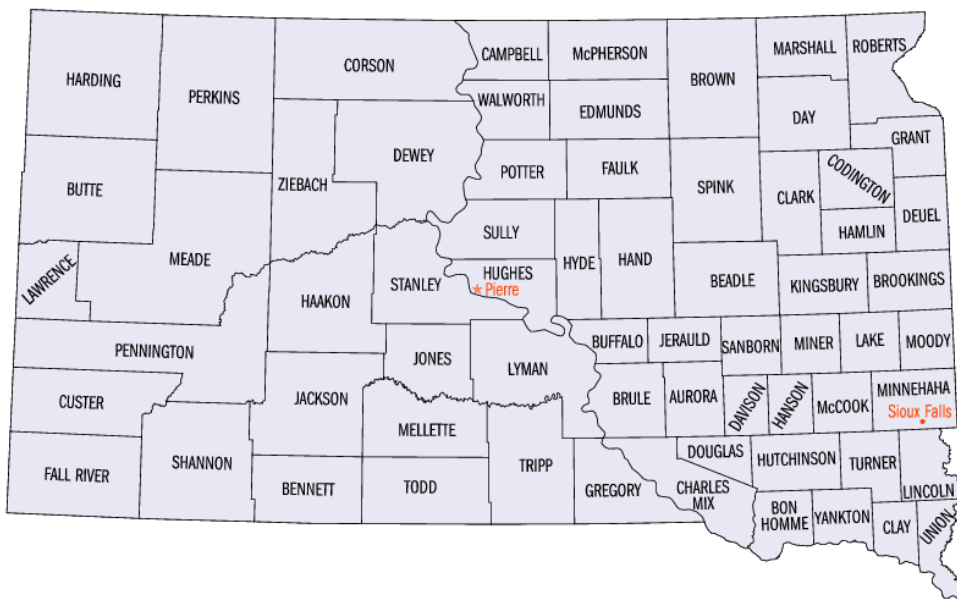 HARDING
PERKINS
CORSON
CAMPBELL
McPHERSON
BROWN
MARSHALL
ROBERTS
WALWORTH
EDMUNDS
DAY
GRANT
BUTTE
ZIEBACH
DEWEY
POTTER
FAULK
SPINK
CLARK
CODINGTON
DEUEL
HAMLIN
LAWRENCE
MEADE
HAAKON
STANLEY
SULLY
HUGHES
Pierre
HYDE
HAND
BEADLE
KINGSBURY
BROOKINGS
PENNINGTON
JONES
LYMAN
BUFFALO
JERAULD
SANBORN
MINER
LAKE
MOODY
CUSTER
JACKSON
BRULE
AURORA
DAVISON
HANSON
McCOOK
MINNEHAHA
Sioux Falls
FALL RIVER
SHANNON
BENNETT
MELLETTE
TODD
TRIPP
GREGORY
CHARLES
MIX
DOUGLAS
HUTCHINSON
TURNER
LINCOLN
BON
HOMME
YANKTON
CLAY
UNION